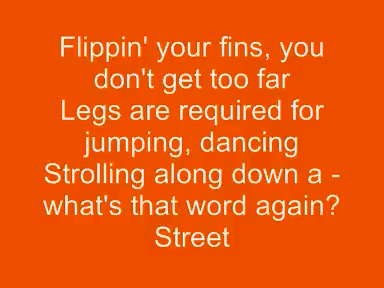 Flippin' your fins, you
don't get too far
Legs are required for
jumping, dancing
Strolling along down a -
what's that word again?
Street